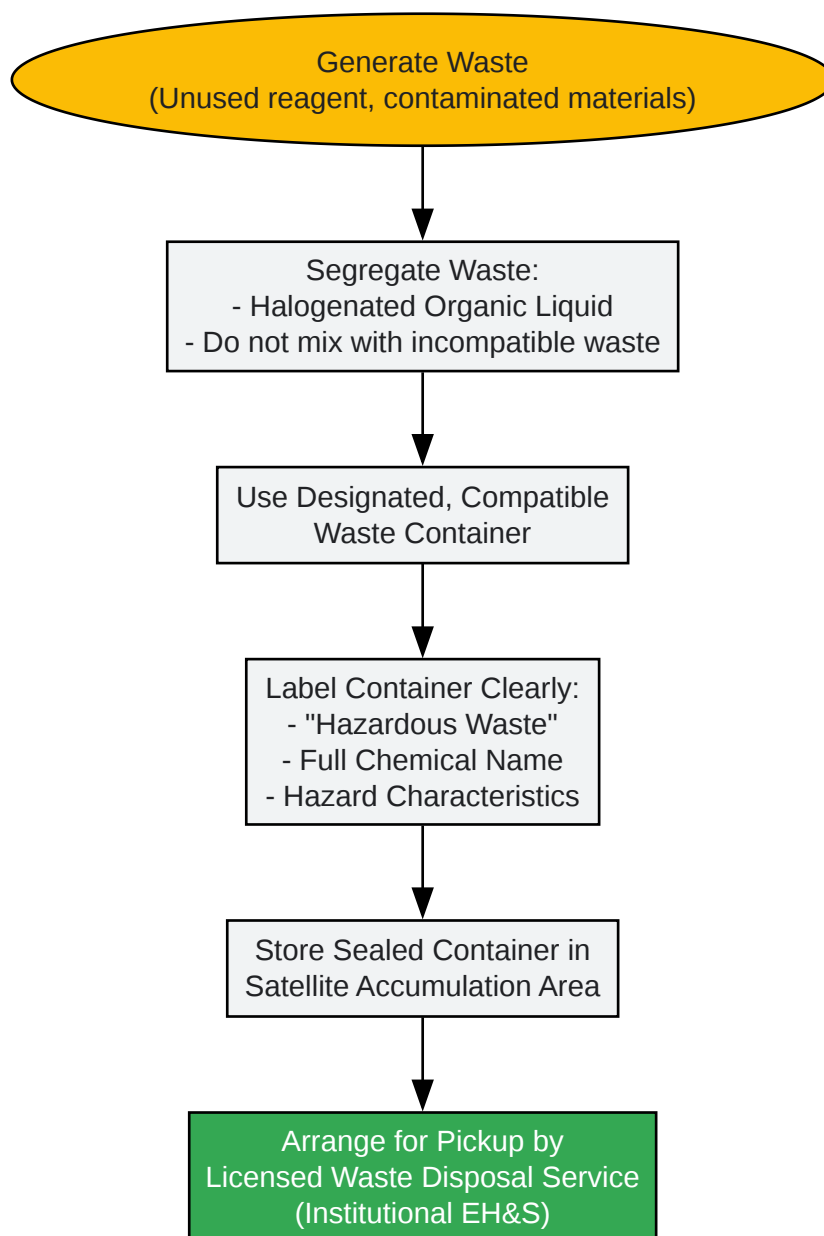 Generate Waste
(Unused reagent, contaminated materials)
Segregate Waste:
- Halogenated Organic Liquid
- Do not mix with incompatible waste
Use Designated, Compatible
Waste Container
Label Container Clearly:
- "Hazardous Waste"
- Full Chemical Name
- Hazard Characteristics
Store Sealed Container in
Satellite Accumulation Area
Arrange for Pickup by
Licensed Waste Disposal Service
(Institutional EH&S)